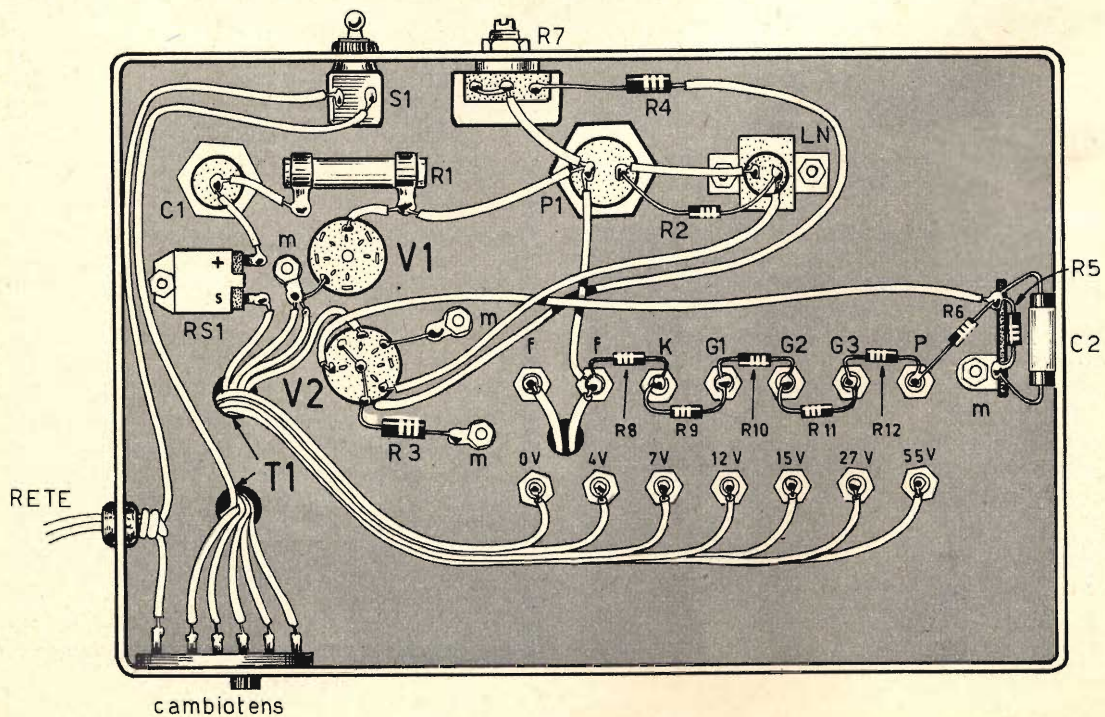 R7
S1
R4
LN
R1
P1
C1
R2
m
V1
+
s
RS1
R5
R6
C2
m
V2
f
f
K
G1
G2
G3
P
m
R8
R9
R10
R11
R12
R3
m
T1
0V
4V
7V
12V
15V
27V
55V
RETE
cambiotens